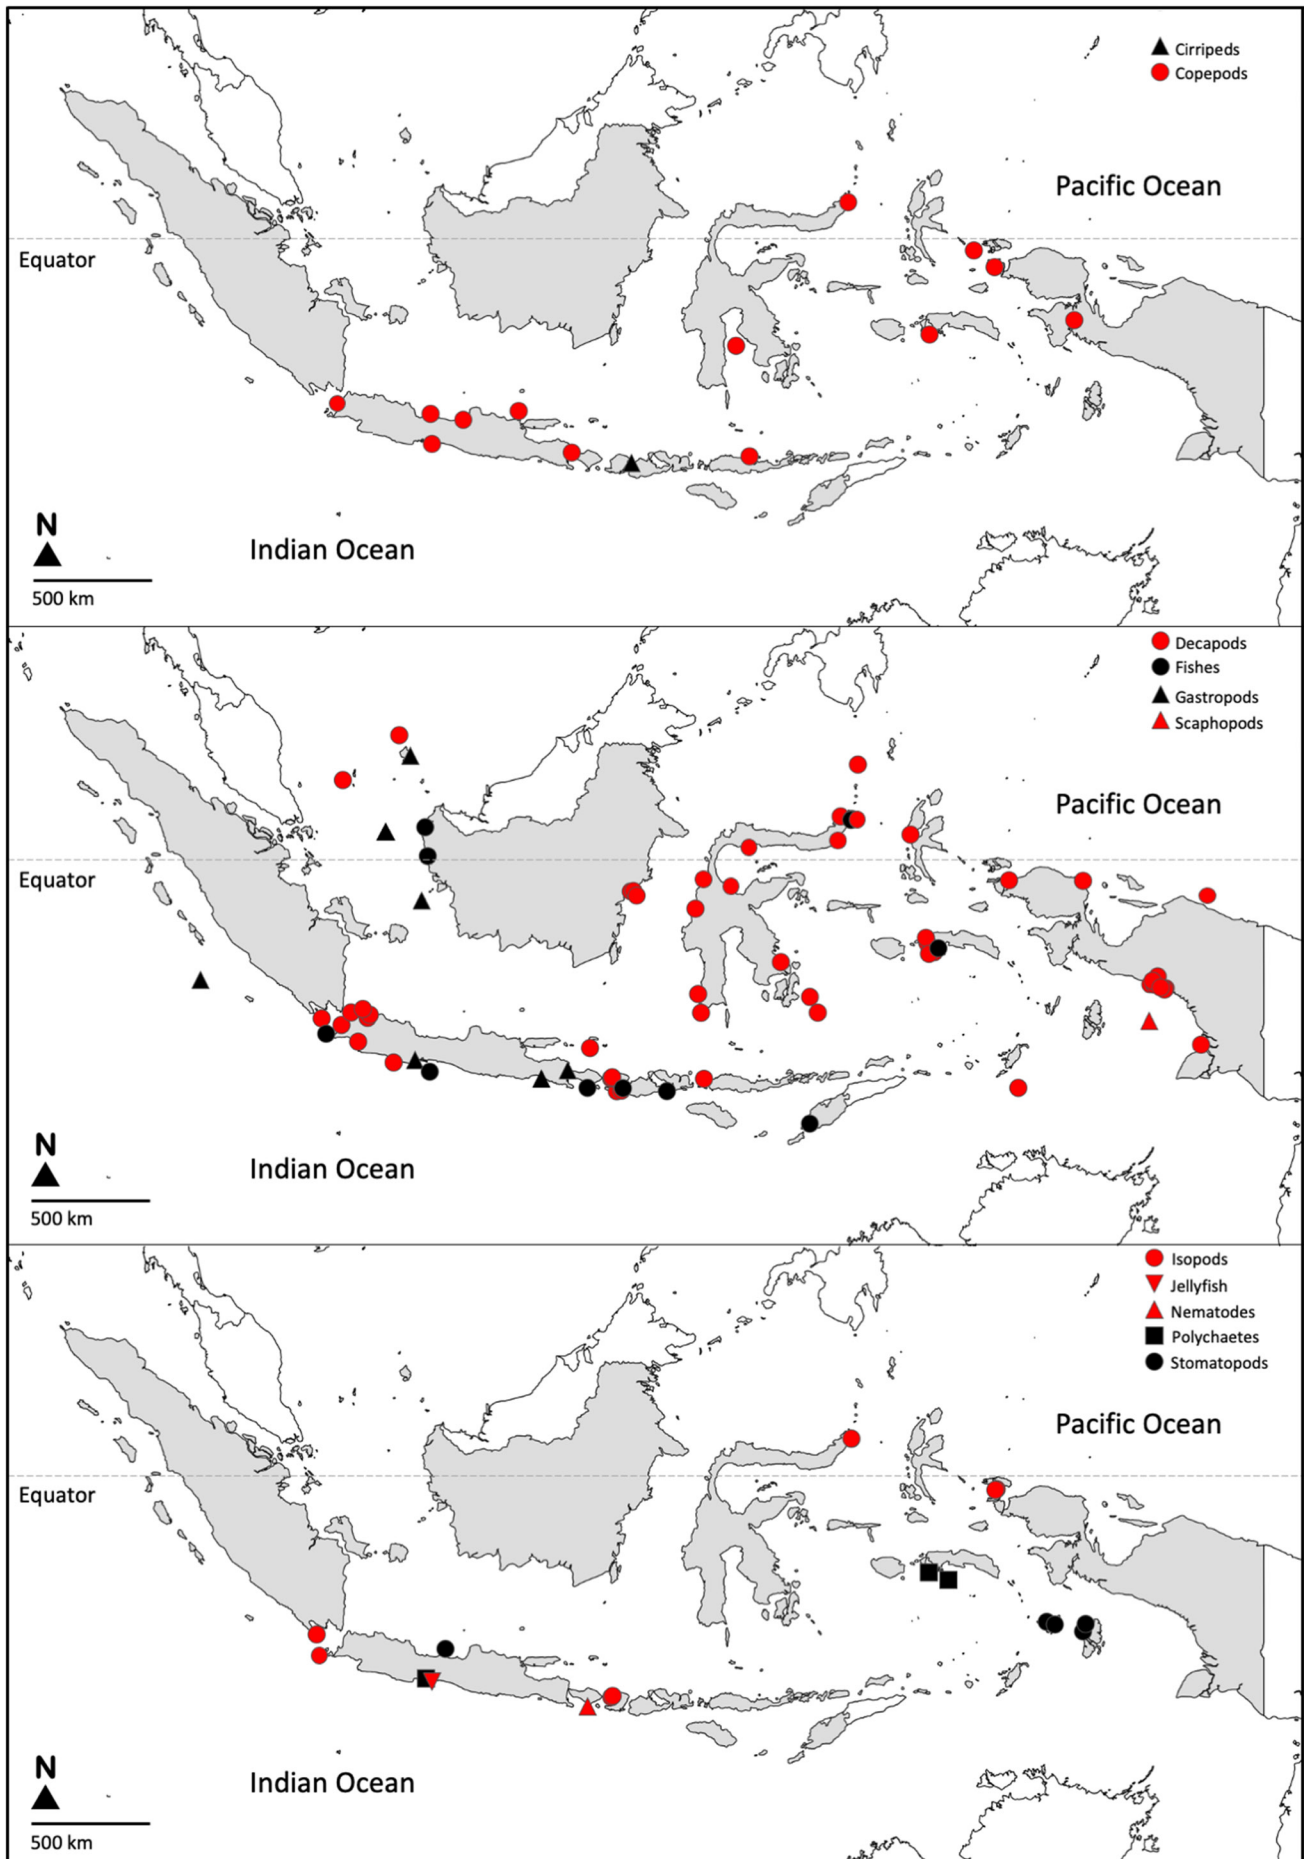 Cirripeds
Copepods
Pacific Ocean
Equator
Indian Ocean
N
500 km
Decapods
Fishes
Gastropods
Scaphopods
Pacific Ocean
Equator
Indian Ocean
N
500 km
Isopods
Jellyfish
Nematodes
Polychaetes
Stomatopods
Pacific Ocean
Equator
Indian Ocean
N
500 km